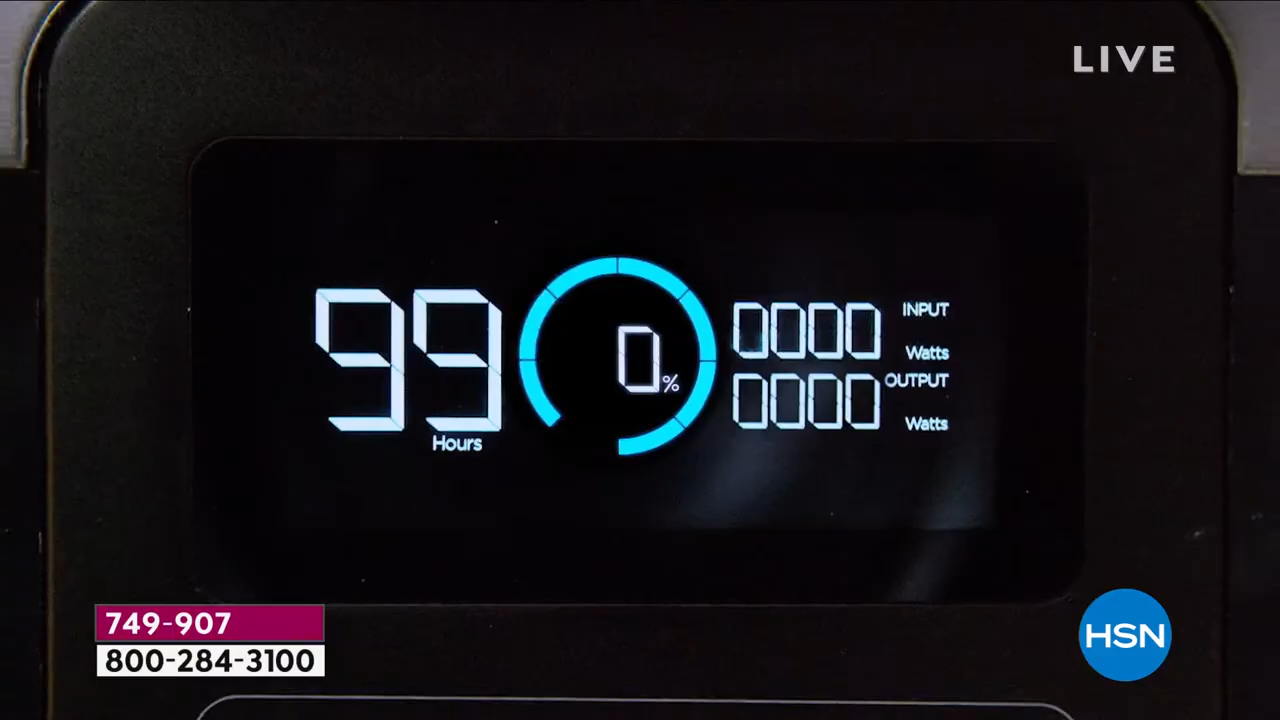 LIVE
99
Hours
0%
0000 INPUT
Watts
0000 OUTPUT
Watts
749-907
800-284-3100
HSN